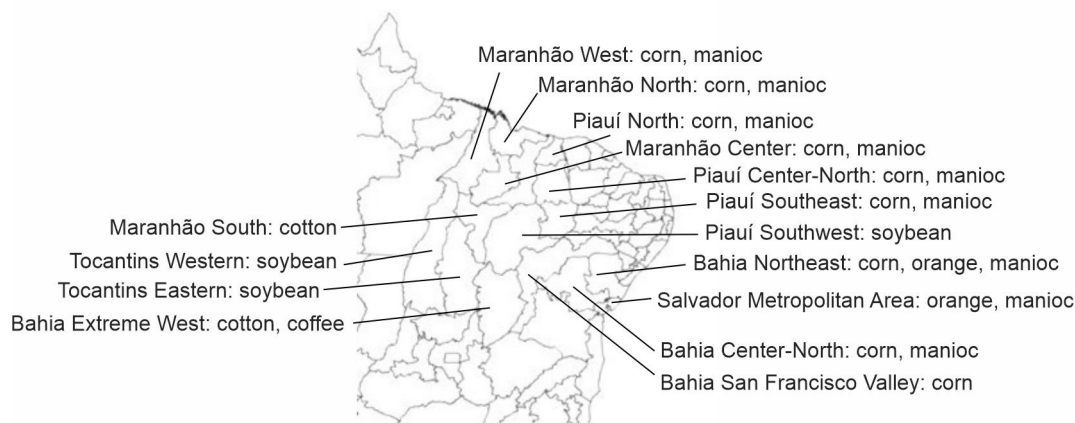 Maranhão West: corn, manioc
Maranhão North: corn, manioc
Piauí North: corn, manioc
Maranhão Center: corn, manioc
Piauí Center-North: corn, manioc
Piauí Southeast: corn, manioc
Maranhão South: cotton
Piauí Southwest: soybean
Tocantins Western: soybean
Bahia Northeast: corn, orange, manioc
Tocantins Eastern: soybean
Salvador Metropolitan Area: orange, manioc
Bahia Extreme West: cotton, coffee
Bahia Center-North: corn, manioc
Bahia San Francisco Valley: corn